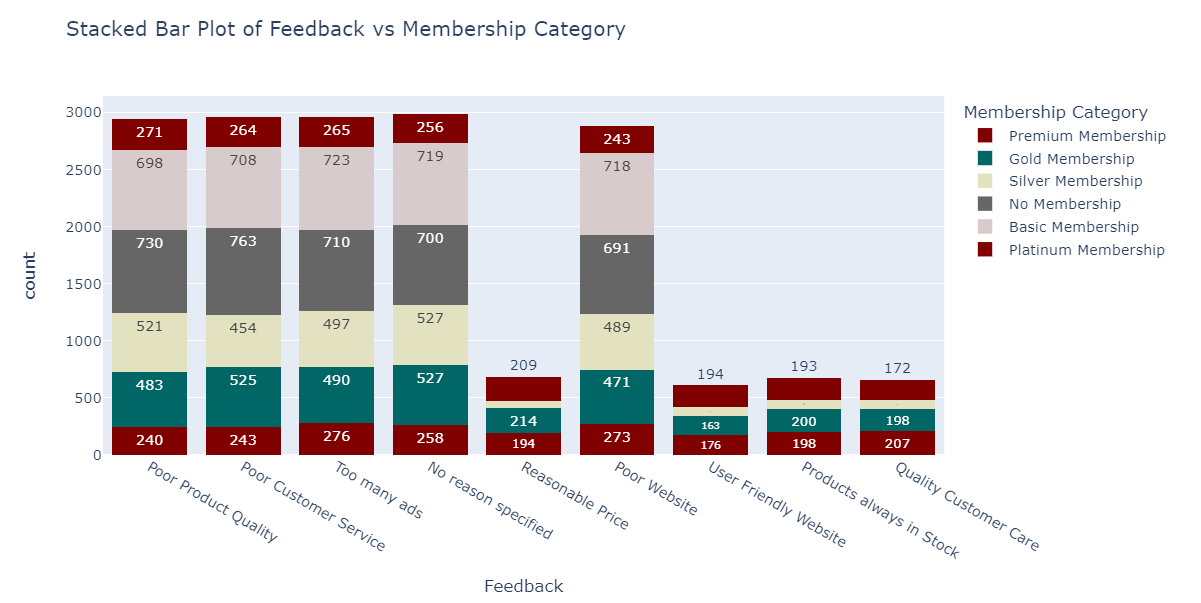 Stacked Bar Plot of Feedback vs Membership Category
Membership Category
Premium Membership
Gold Membership
Silver Membership
No Membership
Basic Membership
Platinum Membership
count
3000
2500
2000
1500
1000
500
0
271
698
730
521
483
240
264
708
763
454
525
243
265
723
710
497
490
276
256
719
700
527
527
258
209
214
194
243
718
691
489
471
273
194
163
176
193
200
198
172
198
207
Poor Product Quality
Poor Customer Service
Too many ads
No reason specified
Reasonable Price
Poor Website
User Friendly Website
Products always in Stock
Quality Customer Care
Feedback